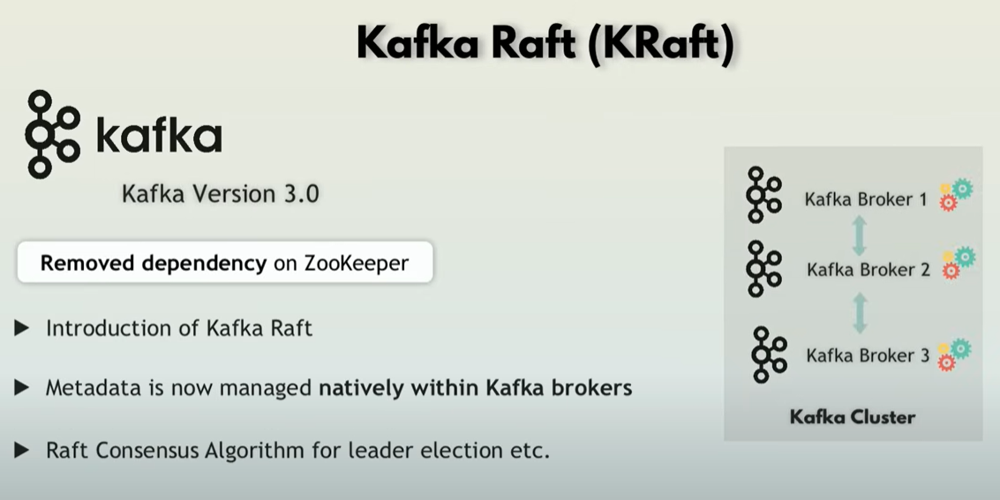 Kafka Raft (KRaft)
kafka
Kafka Version 3.0
Removed dependency on ZooKeeper
► Introduction of Kafka Raft
► Metadata is now managed natively within Kafka brokers
► Raft Consensus Algorithm for leader election etc.
Kafka Broker 1
Kafka Broker 2
Kafka Broker 3
Kafka Cluster